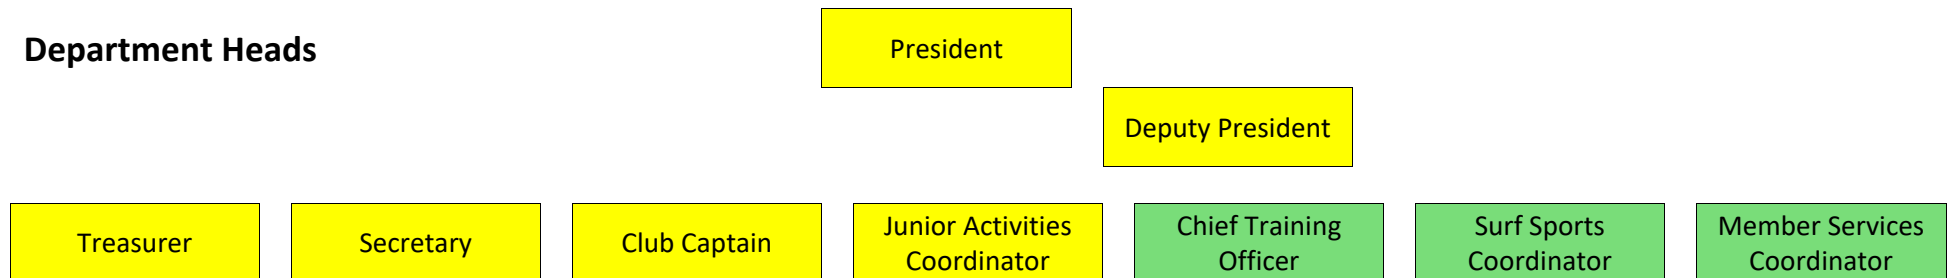 Department Heads
President
Deputy President
Treasurer
Secretary
Club Captain
Junior Activities
Coordinator
Chief Training
Officer
Surf Sports
Coordinator
Member Services
Coordinator